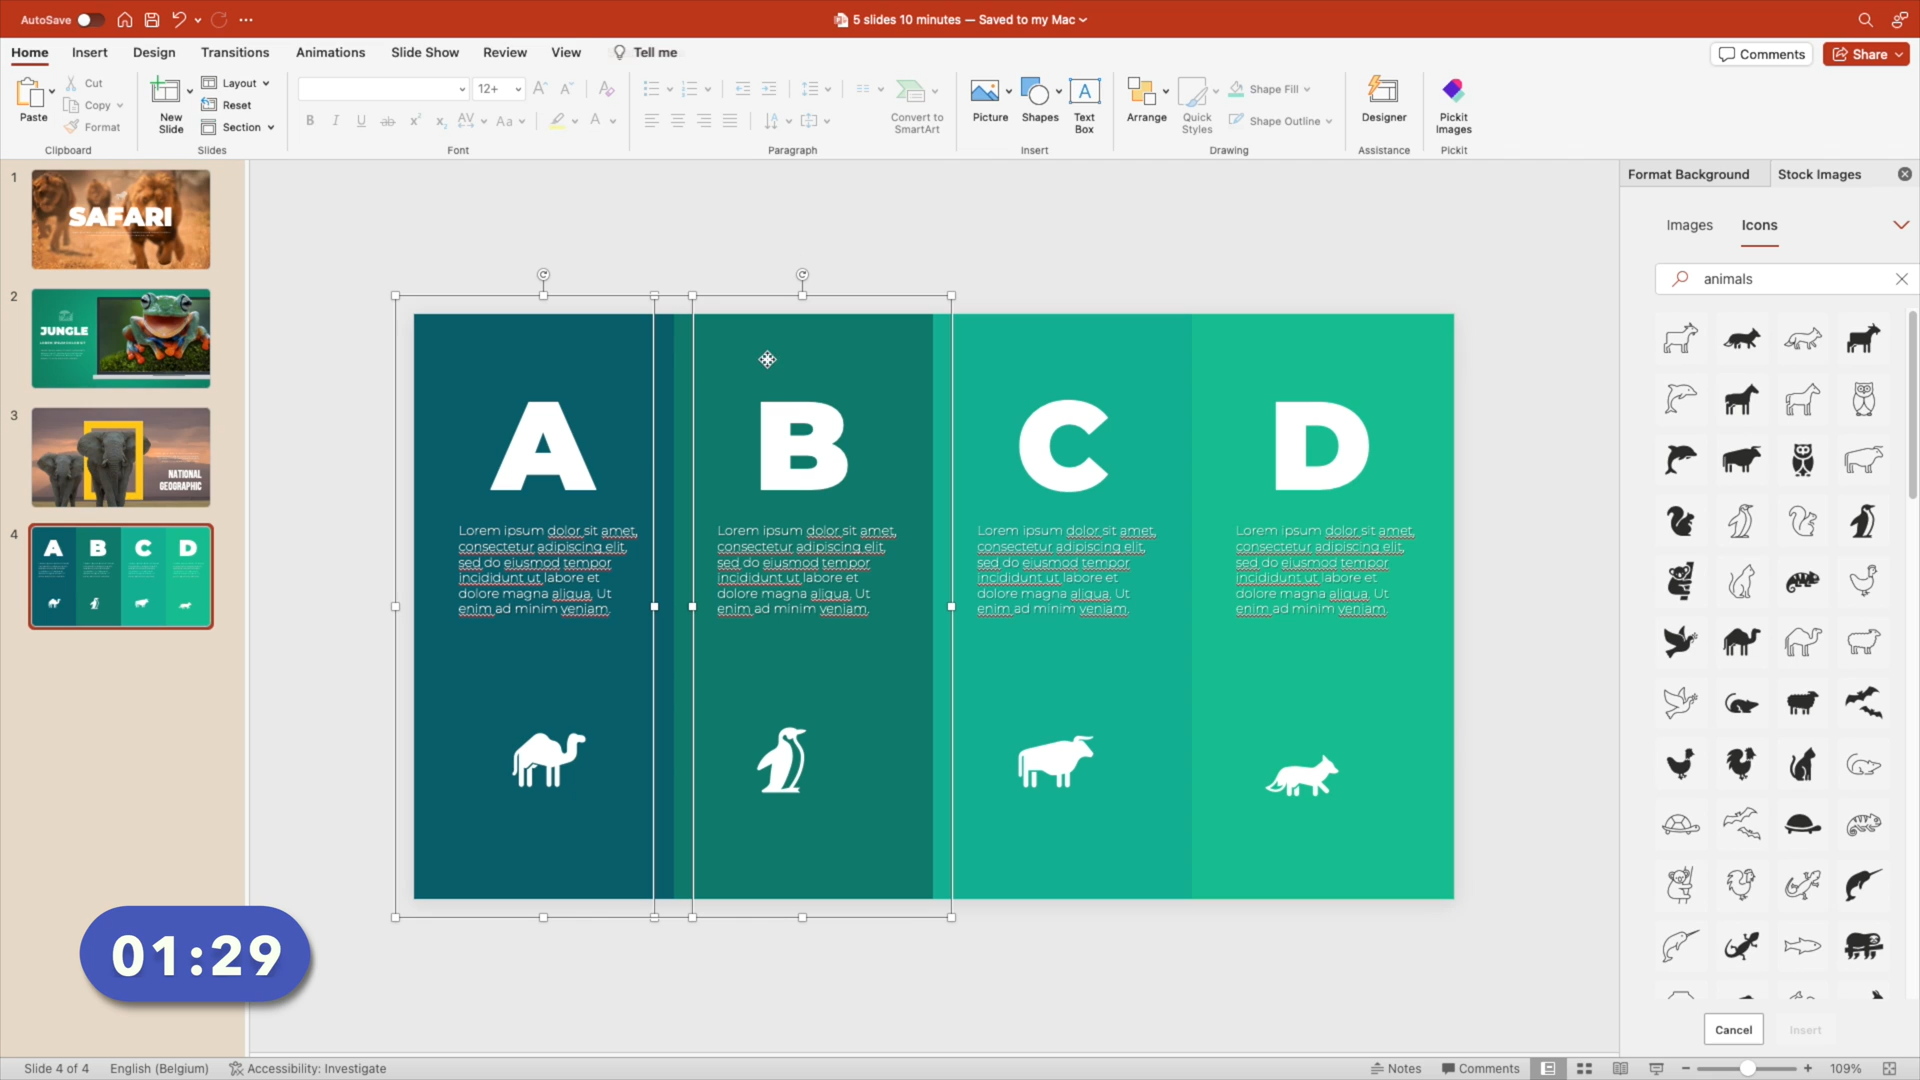 AutoSave
5 slides 10 minutes — Saved to my Mac
Home Insert Design Transitions Animations Slide Show Review View Tell me
Comments Share
Paste
Cut
Copy
Format
Clipboard
New Slide
Layout
Reset
Section
Slides
12+
Font
Paragraph
Convert to SmartArt
Picture
Shapes
Text Box
Insert
Arrange
Quick Styles
Shape Fill
Shape Outline
Drawing
Designer
Assistance
Pickit Images
Pickit
1
SAFARI
2
JUNGLE
3
NATIONAL
GEOGRAPHIC
4
A B C D
A
Lorem ipsum dolor sit amet,
consectetur adipiscing elit,
sed do eiusmod tempor
incididunt ut labore et
dolore magna aliqua. Ut
enim ad minim veniam.
B
Lorem ipsum dolor sit amet,
consectetur adipiscing elit,
sed do eiusmod tempor
incididunt ut labore et
dolore magna aliqua. Ut
enim ad minim veniam.
C
Lorem ipsum dolor sit amet,
consectetur adipiscing elit,
sed do eiusmod tempor
incididunt ut labore et
dolore magna aliqua. Ut
enim ad minim veniam.
D
Lorem ipsum dolor sit amet,
consectetur adipiscing elit,
sed do eiusmod tempor
incididunt ut labore et
dolore magna aliqua. Ut
enim ad minim veniam.
Format Background Stock Images
Images Icons
animals
Cancel Insert
01:29
Slide 4 of 4 English (Belgium) Accessibility: Investigate
Notes Comments 109%